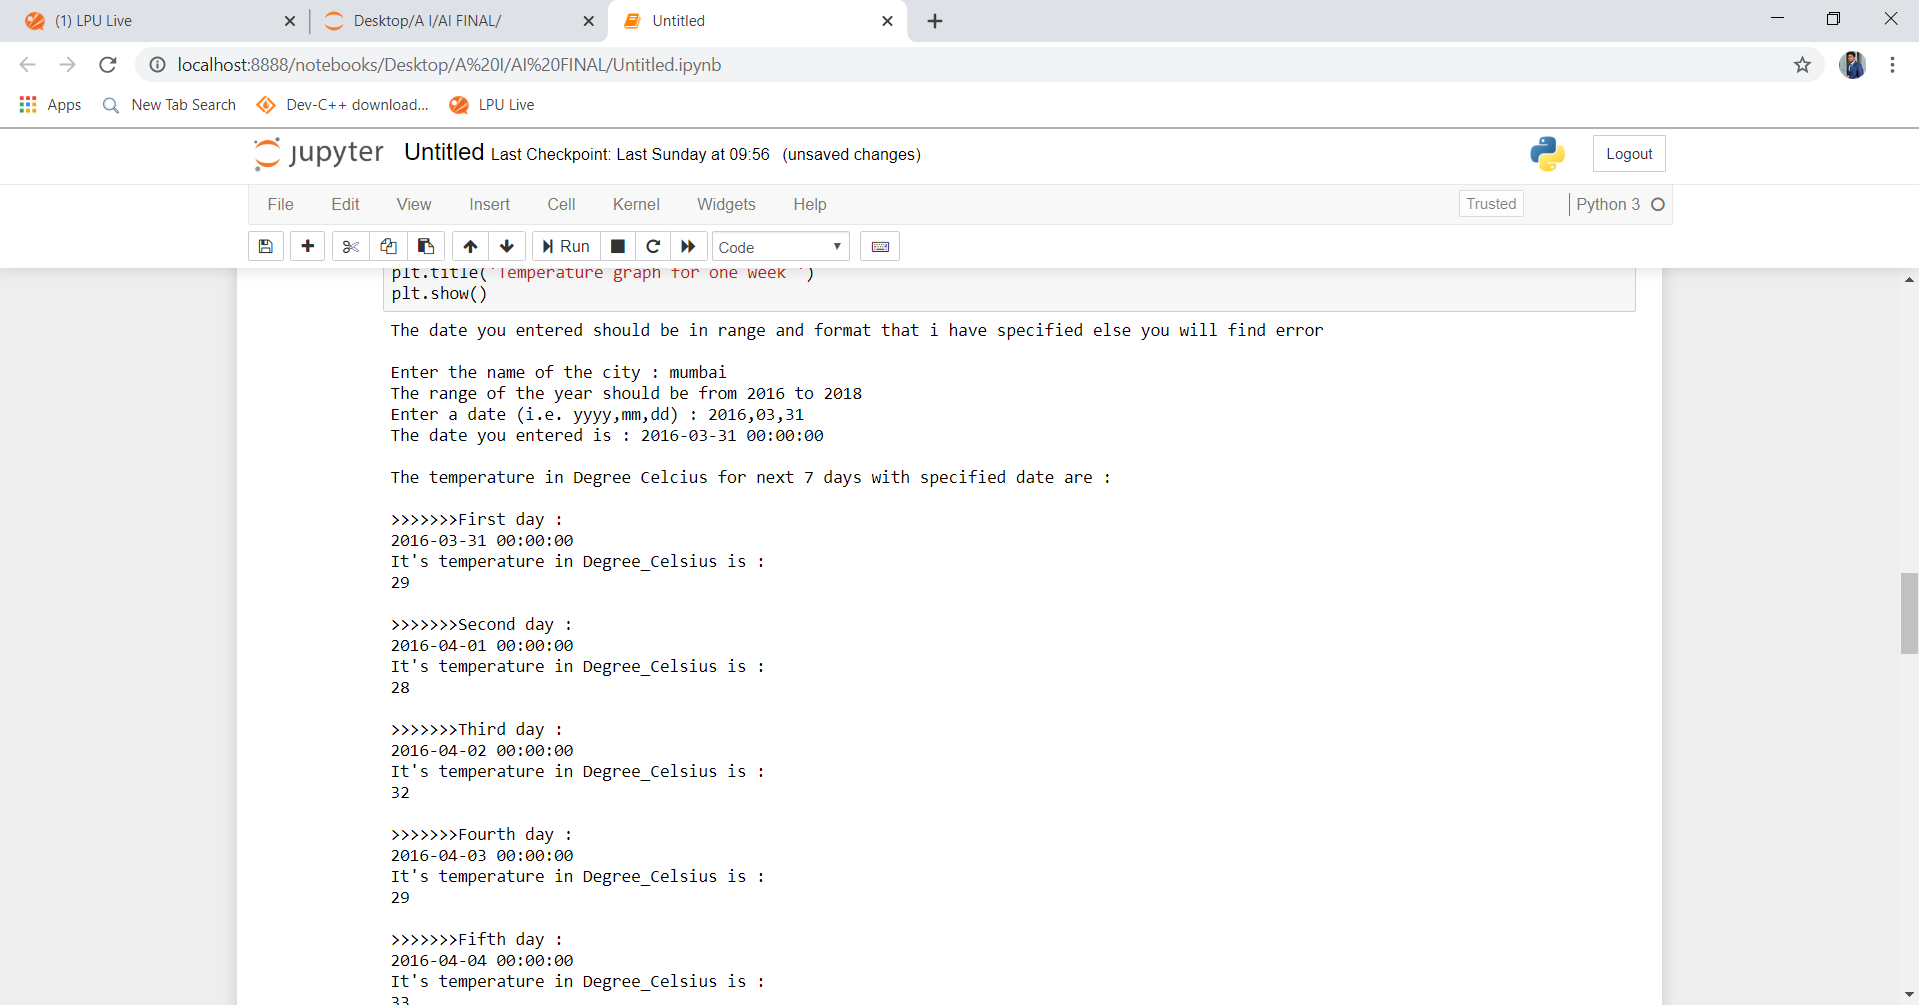 (1) LPU Live
Desktop/A I/AI FINAL/
Untitled
localhost:8888/notebooks/Desktop/A%20I/AI%20FINAL/Untitled.ipynb
Apps
New Tab Search
Dev-C++ download...
LPU Live
jupyter Untitled Last Checkpoint: Last Sunday at 09:56 (unsaved changes)
Logout
File Edit View Insert Cell Kernel Widgets Help
Trusted
Python 3
Run
Code
plt.title('Temperature graph for one week ')
plt.show()
The date you entered should be in range and format that i have specified else you will find error
Enter the name of the city : mumbai
The range of the year should be from 2016 to 2018
Enter a date (i.e. yyyy,mm,dd) : 2016,03,31
The date you entered is : 2016-03-31 00:00:00
The temperature in Degree Celcius for next 7 days with specified date are :
>>>>>>>First day :
2016-03-31 00:00:00
It's temperature in Degree_Celsius is :
29
>>>>>>>Second day :
2016-04-01 00:00:00
It's temperature in Degree_Celsius is :
28
>>>>>>>Third day :
2016-04-02 00:00:00
It's temperature in Degree_Celsius is :
32
>>>>>>>Fourth day :
2016-04-03 00:00:00
It's temperature in Degree_Celsius is :
29
>>>>>>>Fifth day :
2016-04-04 00:00:00
It's temperature in Degree_Celsius is :
33